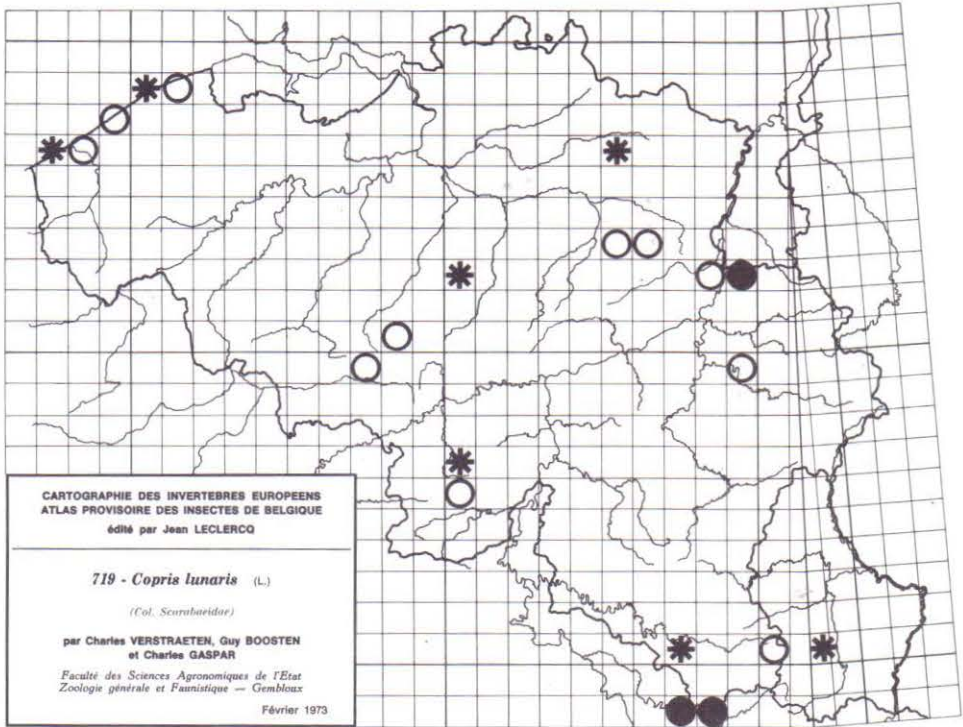 CARTOGRAPHIE DES INVERTEBRES EUROPEENS
ATLAS PROVISOIRE DES INSECTES DE BELGIQUE
édité par Jean LECLERCQ
719 - Copris lunaris (L.)
(Col. Scarabaeidae)
par Charles VERSTRAETEN, Guy BOOSTEN
et Charles GASPAR
Faculté des Sciences Agronomiques de l'Etat
Zoologie générale et Faunistique — Gembloux
Février 1973